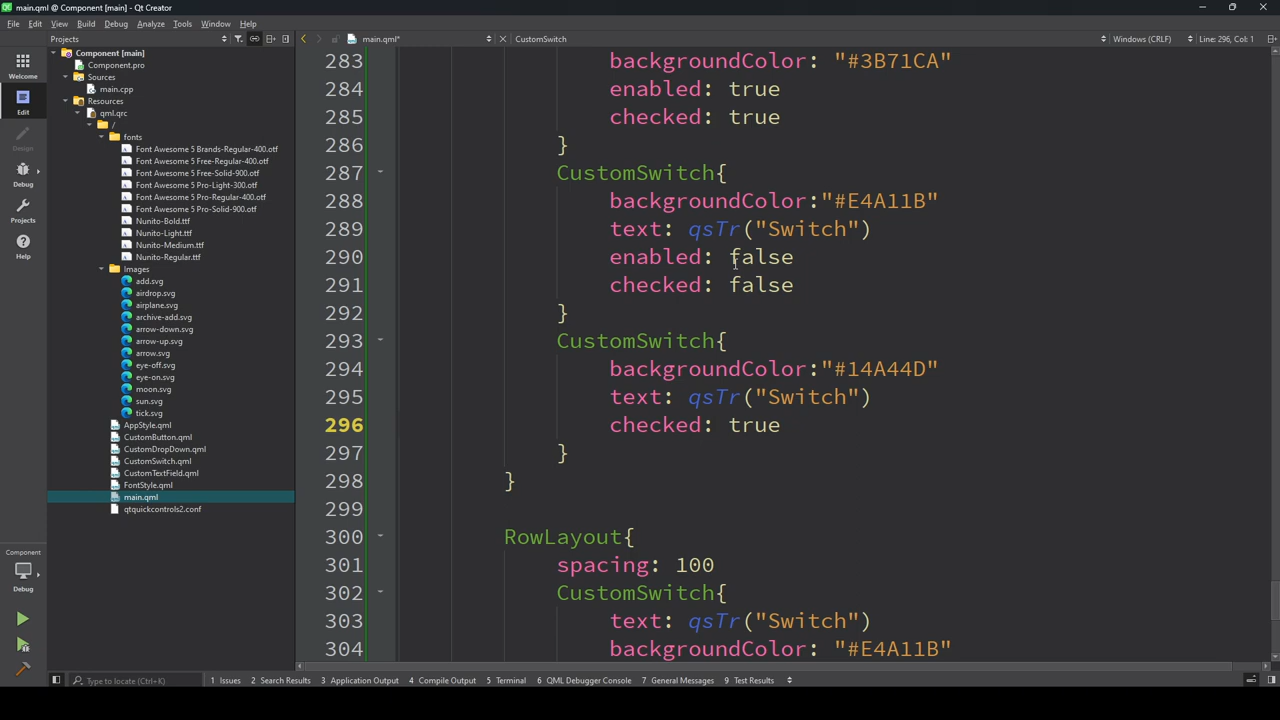 main.qml @ Component [main] - Qt Creator
File Edit View Build Debug Analyze Tools Window Help
Projects main.qml* CustomSwitch Windows (CRLF) Line: 296, Col: 1
Welcome
Edit
Design
Debug
Projects
Help
Component
Debug
Component [main]
Component.pro
Sources
main.cpp
Resources
qml.qrc
/
fonts
Font Awesome 5 Brands-Regular-400.otf
Font Awesome 5 Free-Regular-400.otf
Font Awesome 5 Free-Solid-900.otf
Font Awesome 5 Pro-Light-300.otf
Font Awesome 5 Pro-Regular-400.otf
Font Awesome 5 Pro-Solid-900.otf
Nunito-Bold.ttf
Nunito-Light.ttf
Nunito-Medium.ttf
Nunito-Regular.ttf
Images
add.svg
airdrop.svg
airplane.svg
archive-add.svg
arrow-down.svg
arrow-up.svg
arrow.svg
eye-off.svg
eye-on.svg
moon.svg
sun.svg
tick.svg
AppStyle.qml
CustomButton.qml
CustomDropDown.qml
CustomSwitch.qml
CustomTextField.qml
FontStyle.qml
main.qml
qtquickcontrols2.conf
283 backgroundColor: "#3B71CA"
284 enabled: true
285 checked: true
286 }
287 CustomSwitch{
288 backgroundColor:"#E4A11B"
289 text: qsTr("Switch")
290 enabled: false
291 checked: false
292 }
293 CustomSwitch{
294 backgroundColor:"#14A44D"
295 text: qsTr("Switch")
296 checked: true
297 }
298 }
299
300 RowLayout{
301 spacing: 100
302 CustomSwitch{
303 text: qsTr("Switch")
304 backgroundColor: "#E4A11B"
Type to locate (Ctrl+K) 1 Issues 2 Search Results 3 Application Output 4 Compile Output 5 Terminal 6 QML Debugger Console 7 General Messages 9 Test Results